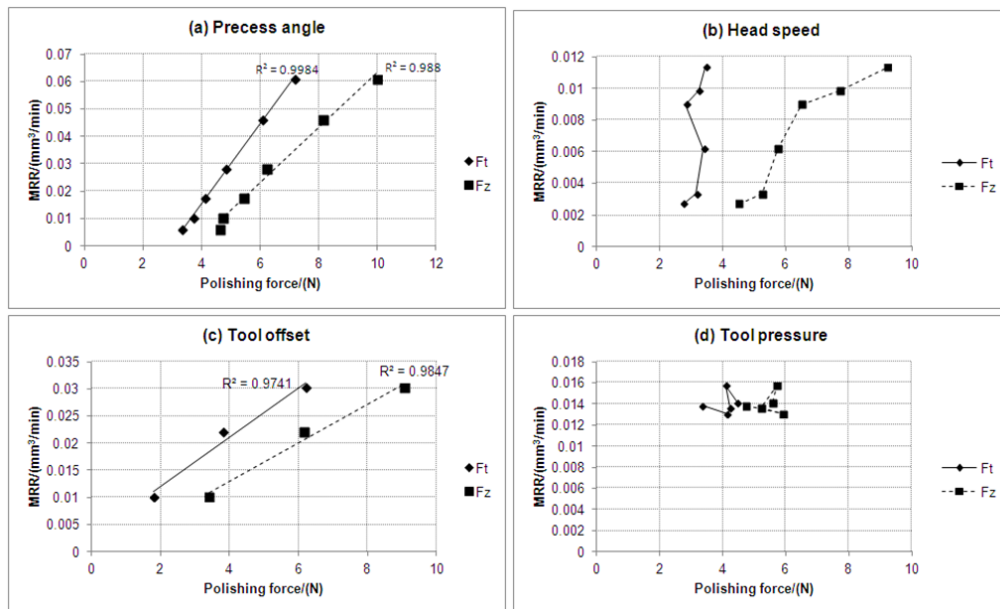 (a) Precess angle
MRR/(mm³/min)
0.07
0.06
0.05
0.04
0.03
0.02
0.01
0
R² = 0.9984
R² = 0.988
Ft
Fz
0 2 4 6 8 10 12
Polishing force/(N)
(b) Head speed
MRR/(mm³/min)
0.012
0.01
0.008
0.006
0.004
0.002
0
Ft
Fz
0 2 4 6 8 10
Polishing force/(N)
(c) Tool offset
MRR/(mm³/min)
0.035
0.03
0.025
0.02
0.015
0.01
0.005
0
R² = 0.9741
R² = 0.9847
Ft
Fz
0 2 4 6 8 10
Polishing force/(N)
(d) Tool pressure
MRR/(mm³/min)
0.018
0.016
0.014
0.012
0.01
0.008
0.006
0.004
0.002
0
Ft
Fz
0 2 4 6 8 10
Polishing force/(N)